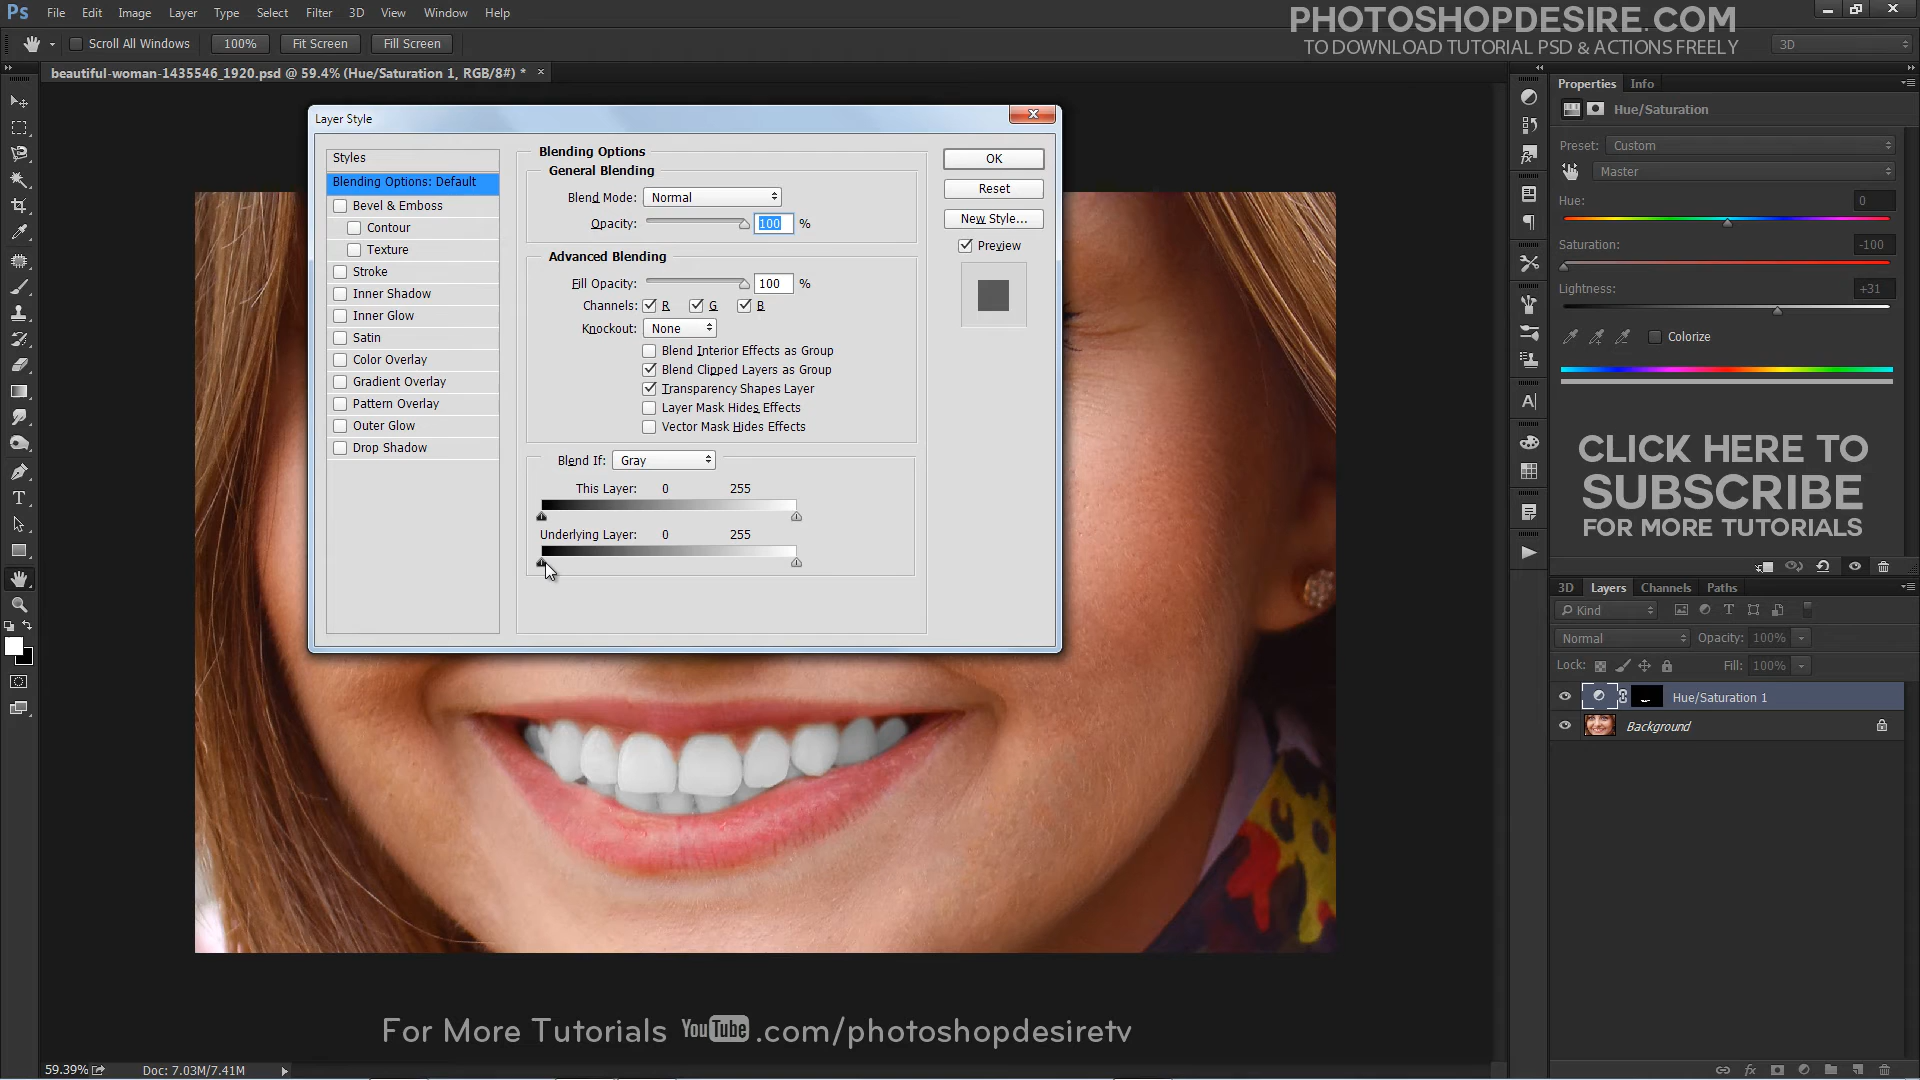 Ps File Edit Image Layer Type Select Filter 3D View Window Help
PHOTOSHOPDESIRE.COM
TO DOWNLOAD TUTORIAL PSD & ACTIONS FREELY
Scroll All Windows 100% Fit Screen Fill Screen
3D
beautiful-woman-1435546_1920.psd @ 59.4% (Hue/Saturation 1, RGB/8#) * ×
Layer Style
Styles
Blending Options: Default
Bevel & Emboss
Contour
Texture
Stroke
Inner Shadow
Inner Glow
Satin
Color Overlay
Gradient Overlay
Pattern Overlay
Outer Glow
Drop Shadow
Blending Options
General Blending
Blend Mode: Normal
Opacity: 100 %
Advanced Blending
Fill Opacity: 100 %
Channels: R G B
Knockout: None
Blend Interior Effects as Group
Blend Clipped Layers as Group
Transparency Shapes Layer
Layer Mask Hides Effects
Vector Mask Hides Effects
Blend If: Gray
This Layer: 0 255
Underlying Layer: 0 255
OK
Reset
New Style...
Preview
Properties Info
Hue/Saturation
Preset: Custom
Master
Hue: 0
Saturation: -100
Lightness: +31
Colorize
CLICK HERE TO
SUBSCRIBE
FOR MORE TUTORIALS
3D Layers Channels Paths
Kind
Normal Opacity: 100%
Lock: Fill: 100%
Hue/Saturation 1
Background
For More Tutorials YouTube .com/photoshopdesiretv
59.39% Doc: 7.03M/7.41M